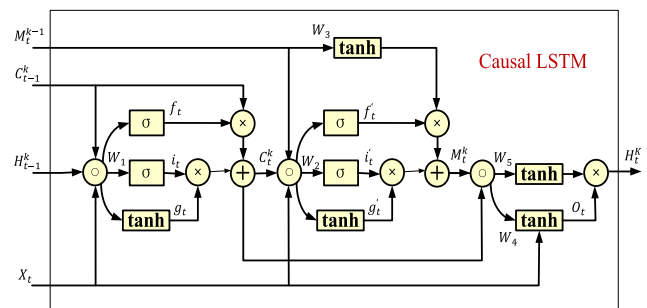 M_t^{k-1}
W_3
tanh
Causal LSTM
C_{t-1}^k
σ
f_t
×
σ
f_t^'
×
H_{t-1}^k
○
W_1
σ
i_t
×
+
C_t^k
○
W_2
σ
i_t^'
×
+
M_t^k
○
W_5
tanh
×
H_t^K
tanh
g_t
tanh
g_t^'
W_4
tanh
O_t
X_t